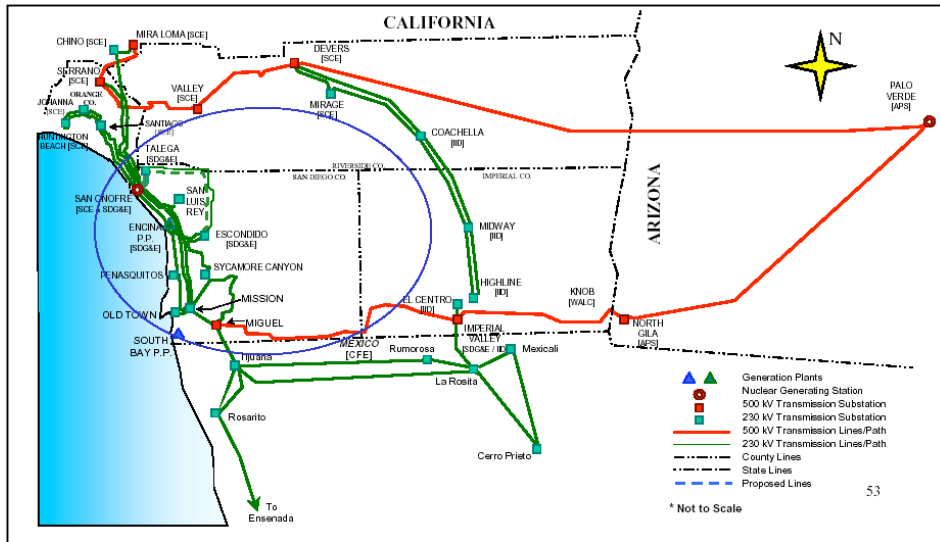 CALIFORNIA
MIRA LOMA [SCE]
CHINO [SCE]
SERRANO
[SCE]
ORANGE
CO.
JOHANNA
[SCE]
SANTIAGO
[SCE]
HUNTINGTON
BEACH [SCE]
VALLEY
[SCE]
DEVERS
[SCE]
MIRAGE
[SCE]
COACHELLA
[IID]
N
PALO
VERDE
[APS]
TALEGA
[SDG&E]
RIVERSIDE CO.
SAN DIEGO CO.
IMPERIAL CO.
ARIZONA
SAN ONOFRE
[SCE & SDG&E]
SAN
LUIS
REY
ENCINA
P.P.
[SDG&E]
ESCONDIDO
[SDG&E]
MIDWAY
[IID]
SYCAMORE CANYON
PENASQUITOS
HIGHLINE
[IID]
MISSION
EL CENTRO
[IID]
KNOB
[WALC]
OLD TOWN
MIGUEL
IMPERIAL
VALLEY
[SDG&E / IID]
NORTH
GILA
[APS]
SOUTH
BAY P.P.
MEXICO
[CFE]
Tijuana
Rumorosa
Mexicali
La Rosita
Rosarito
Cerro Prieto
To
Ensenada
Generation Plants
Nuclear Generating Station
500 kV Transmission Substation
230 kV Transmission Substation
500 kV Transmission Lines/Path
230 kV Transmission Lines/Path
County Lines
State Lines
Proposed Lines
* Not to Scale
53